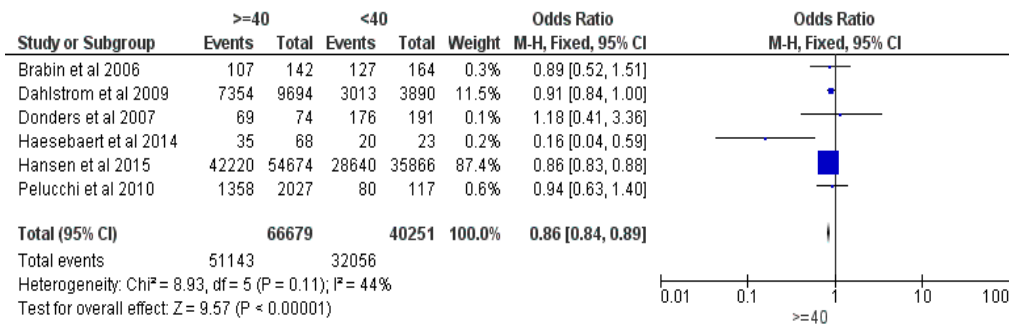 >=40 <40 Odds Ratio Odds Ratio
Study or Subgroup Events Total Events Total Weight M-H, Fixed, 95% CI M-H, Fixed, 95% CI
Brabin et al 2006 107 142 127 164 0.3% 0.89 [0.52, 1.51]
Dahlstrom et al 2009 7354 9694 3013 3890 11.5% 0.91 [0.84, 1.00]
Donders et al 2007 69 74 176 191 0.1% 1.18 [0.41, 3.36]
Haesebaert et al 2014 35 68 20 23 0.2% 0.16 [0.04, 0.59]
Hansen et al 2015 42220 54674 28640 35866 87.4% 0.86 [0.83, 0.88]
Pelucchi et al 2010 1358 2027 80 117 0.6% 0.94 [0.63, 1.40]
Total (95% CI) 66679 40251 100.0% 0.86 [0.84, 0.89]
Total events 51143 32056
Heterogeneity: Chi² = 8.93, df = 5 (P = 0.11); I² = 44%
Test for overall effect: Z = 9.57 (P < 0.00001)
0.01 0.1 1 10 100
>=40